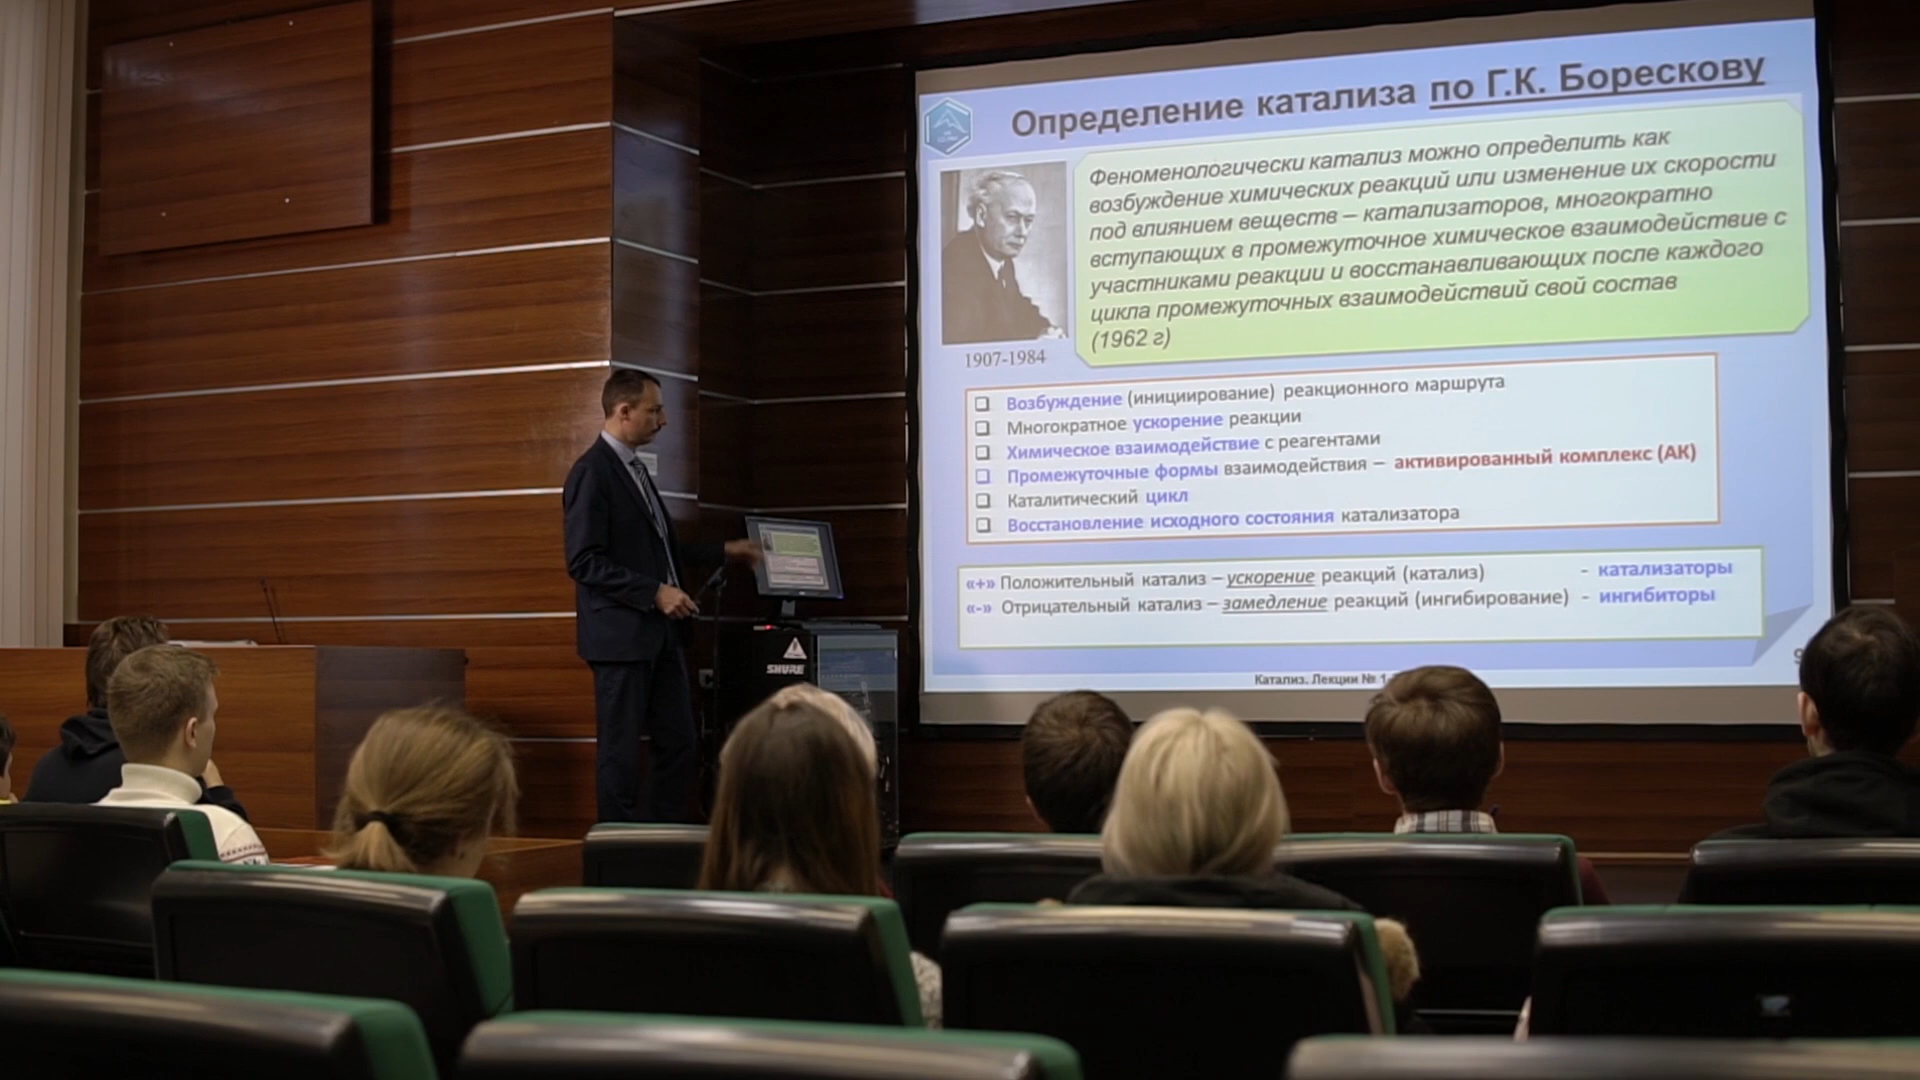 Определение катализа по Г.К. Борескову
Феноменологически катализ можно определить как
возбуждение химических реакций или изменение их скорости
под влиянием веществ – катализаторов, многократно
вступающих в промежуточное химическое взаимодействие с
участниками реакции и восстанавливающих после каждого
цикла промежуточных взаимодействий свой состав
(1962 г)
1907-1984
Возбуждение (инициирование) реакционного маршрута
Многократное ускорение реакции
Химическое взаимодействие с реагентами
Промежуточные формы взаимодействия – активированный комплекс (АК)
Каталитический цикл
Восстановление исходного состояния катализатора
«+» Положительный катализ – ускорение реакций (катализ) - катализаторы
«-» Отрицательный катализ – замедление реакций (ингибирование) - ингибиторы
Катализ. Лекции № 1-
SHURE